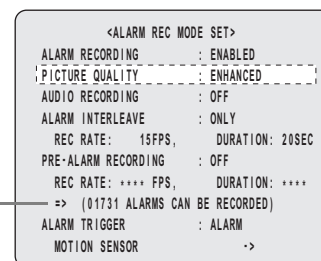 <ALARM REC MODE SET>
ALARM RECORDING : ENABLED
PICTURE QUALITY : ENHANCED
AUDIO RECORDING : OFF
ALARM INTERLEAVE : ONLY
REC RATE: 15FPS, DURATION: 20SEC
PRE-ALARM RECORDING : OFF
REC RATE: **** FPS, DURATION: ****
=> (01731 ALARMS CAN BE RECORDED)
ALARM TRIGGER : ALARM
MOTION SENSOR ->